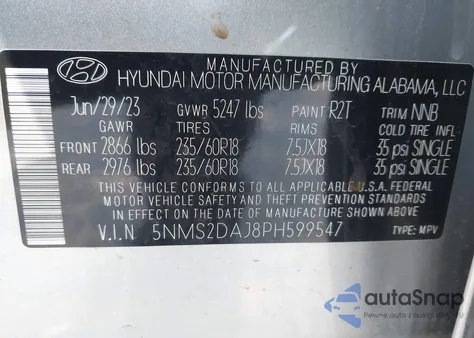 MANUFACTURED BY
HYUNDAI MOTOR MANUFACTURING ALABAMA, LLC
Jun/29/23 GVWR 5247 lbs PAINT R2T TRIM NNB
GAWR TIRES RIMS COLD TIRE INFL.
FRONT 2866 lbs 235/60R18 7.5JX18 35 psi SINGLE
REAR 2976 lbs 235/60R18 7.5JX18 35 psi SINGLE
THIS VEHICLE CONFORMS TO ALL APPLICABLE U.S.A. FEDERAL
MOTOR VEHICLE SAFETY AND THEFT PREVENTION
STANDARDS IN EFFECT ON THE DATE OF MANUFACTURE SHOWN ABOVE
V.I.N 5NMS2DAJ8PH599547 TYPE: MPV
autoSnap
Pewne auto z aukcji